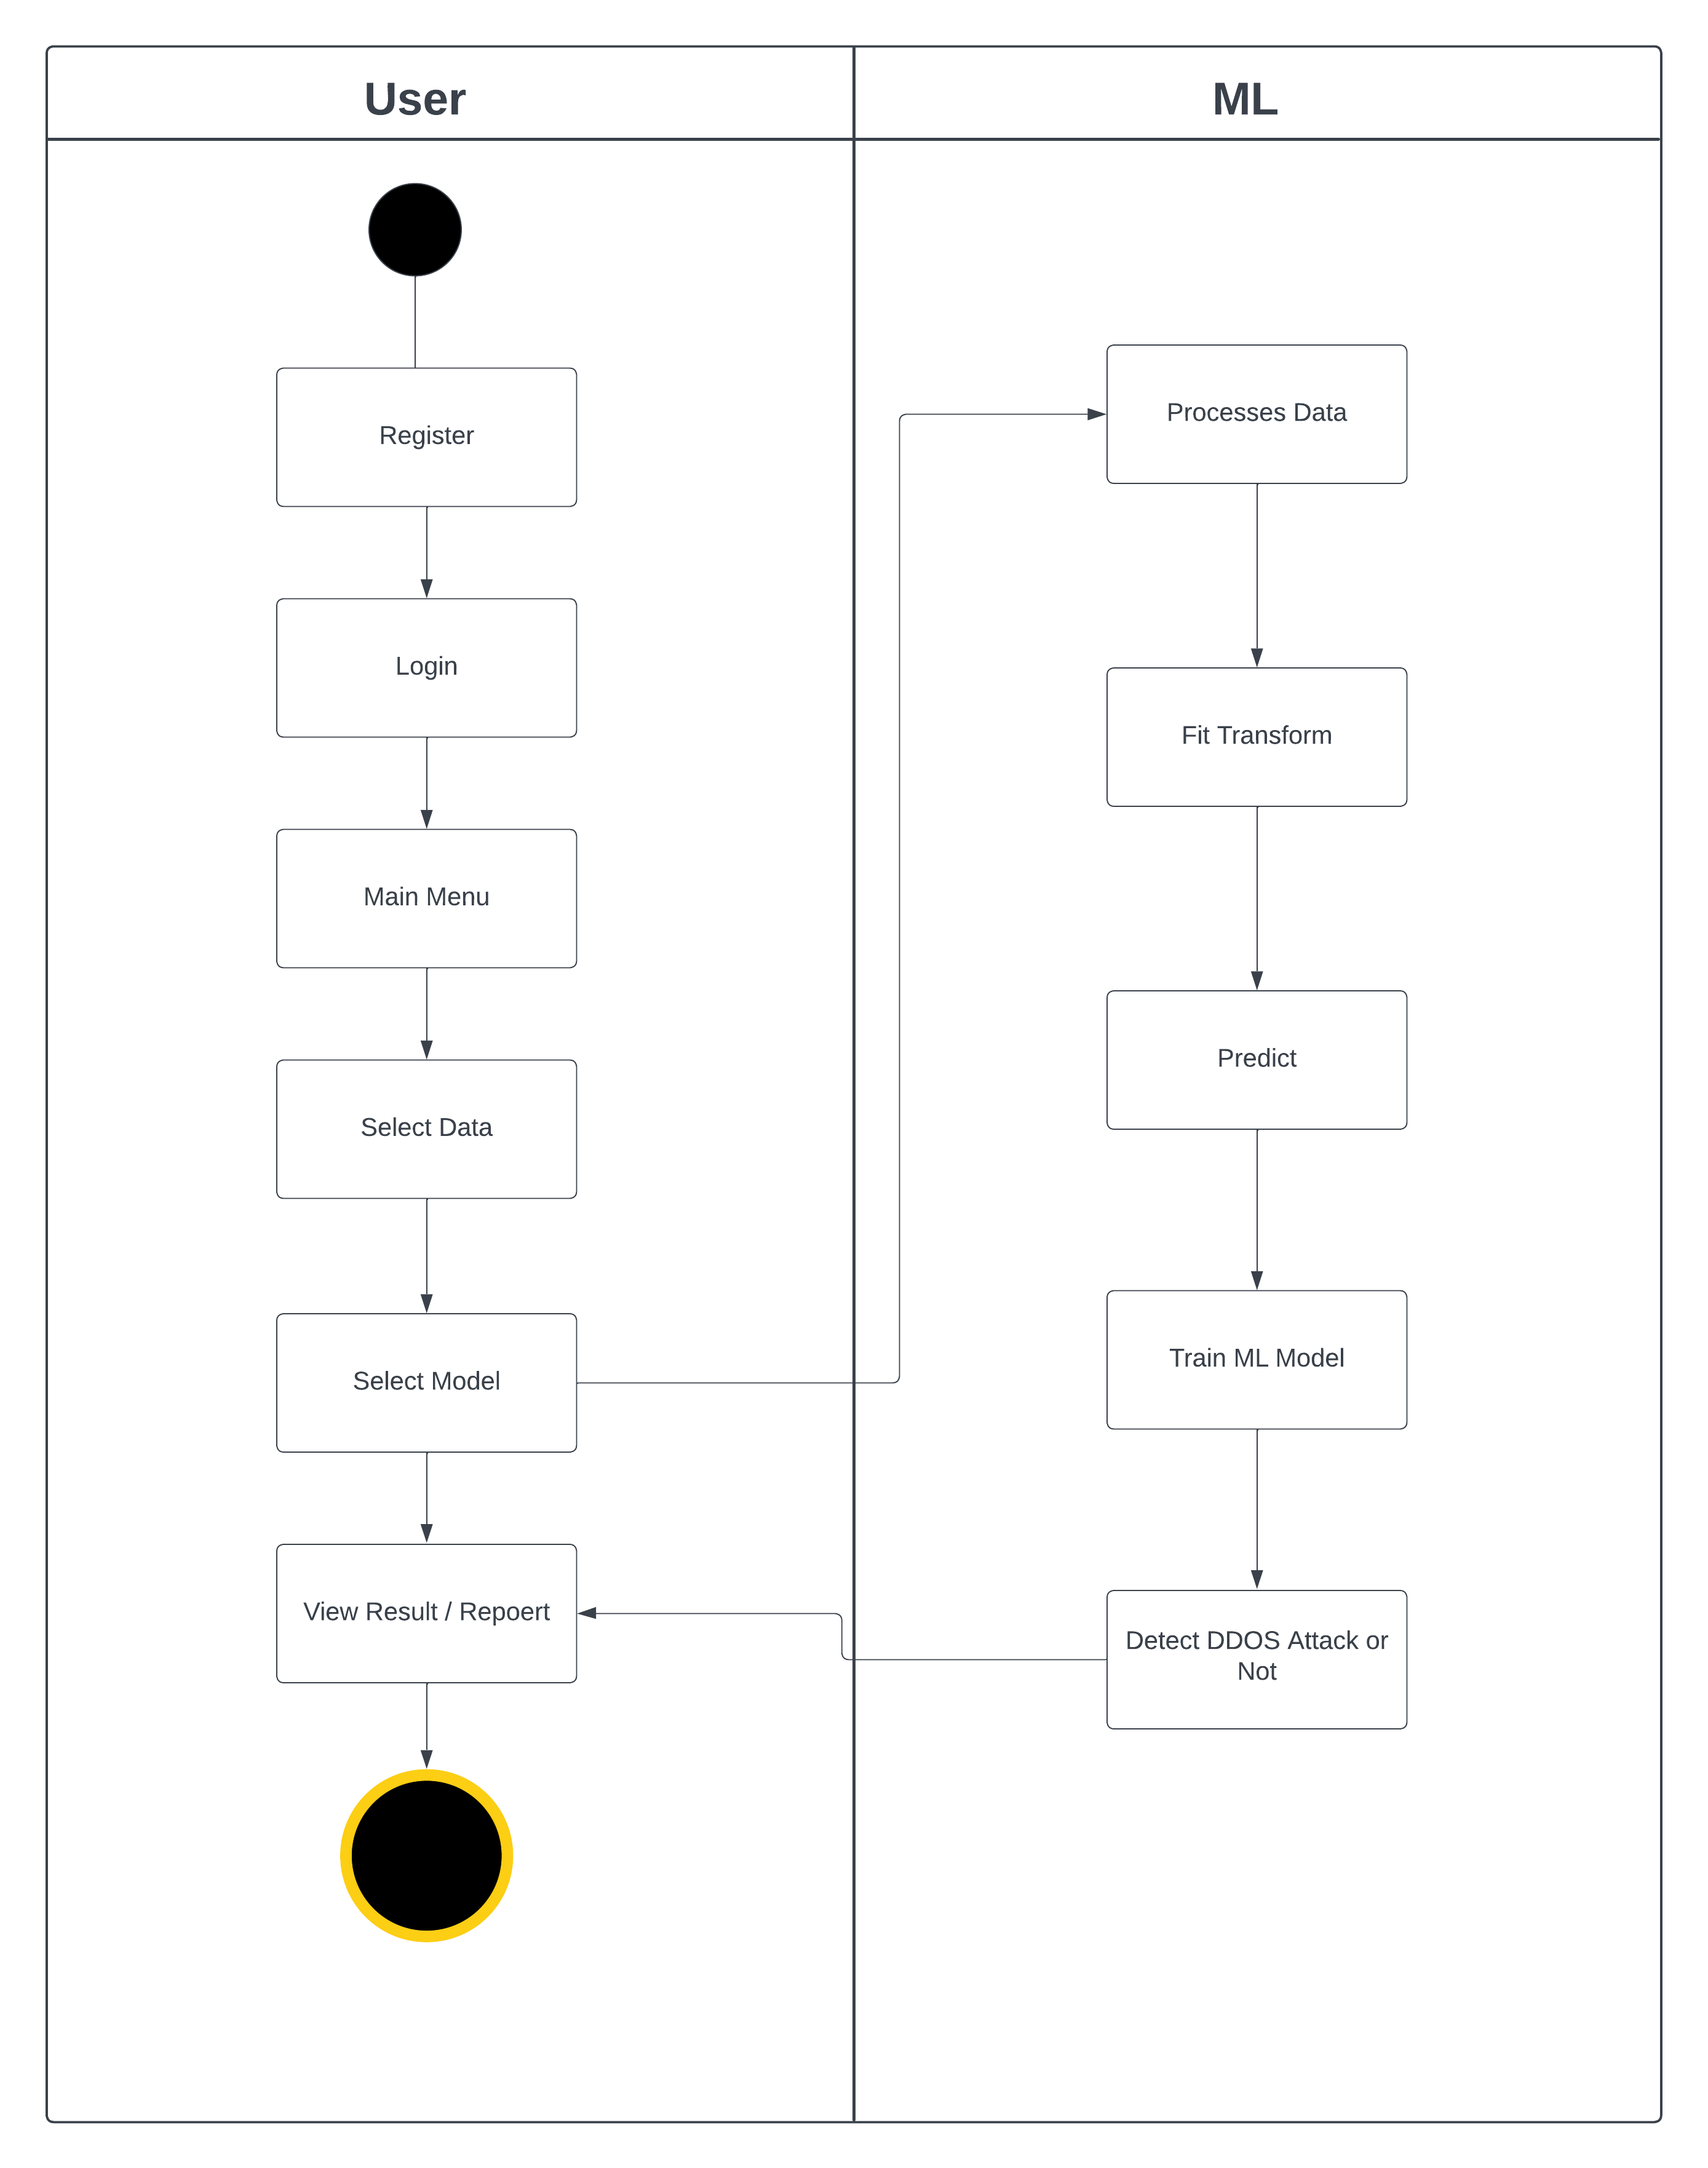 User
ML
Register
Login
Main Menu
Select Data
Select Model
View Result / Repoert
Processes Data
Fit Transform
Predict
Train ML Model
Detect DDOS Attack or
Not